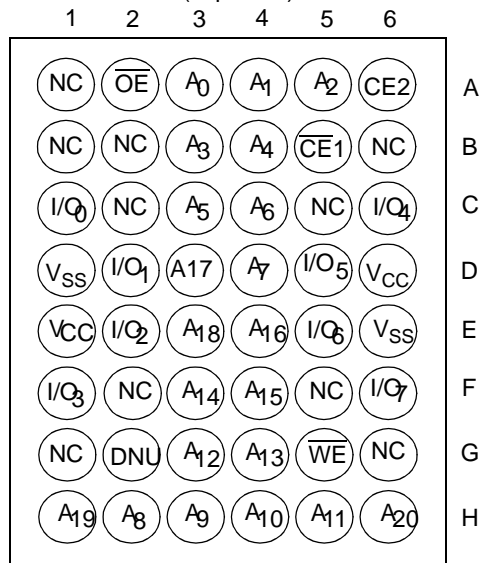 1 2 3 4 5 6
NC OE A0 A1 A2 CE2 A
NC NC A3 A4 CE1 NC B
I/O0 NC A5 A6 NC I/O4 C
VSS I/O1 A17 A7 I/O5 VCC D
VCC I/O2 A18 A16 I/O6 VSS E
I/O3 NC A14 A15 NC I/O7 F
NC DNU A12 A13 WE NC G
A19 A8 A9 A10 A11 A20 H